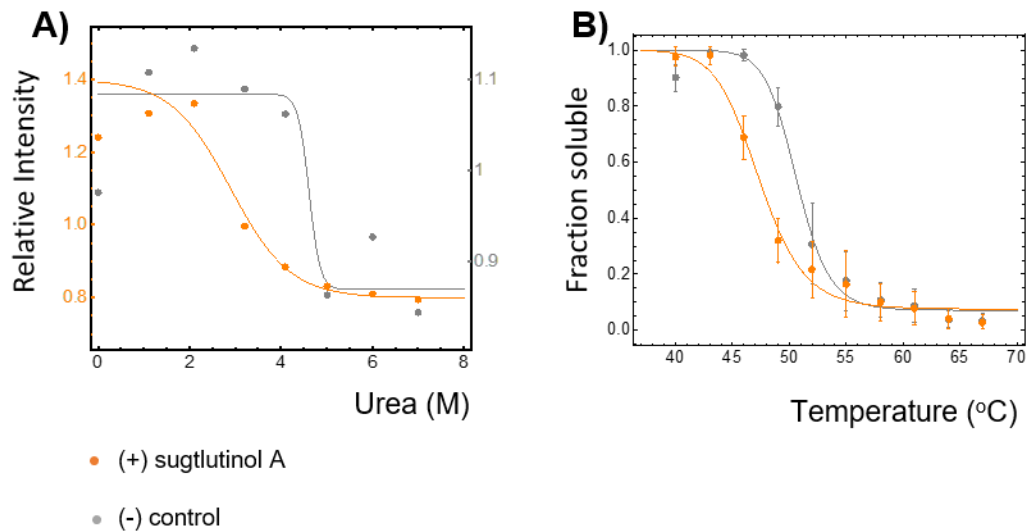 A)
B)
Relative Intensity
1.4
1.2
1.0
0.8
1.1
1
0.9
0 2 4 6 8
Urea (M)
Fraction soluble
1.0
0.8
0.6
0.4
0.2
0.0
40 45 50 55 60 65 70
Temperature (°C)
(+) sugtlutinol A
(-) control